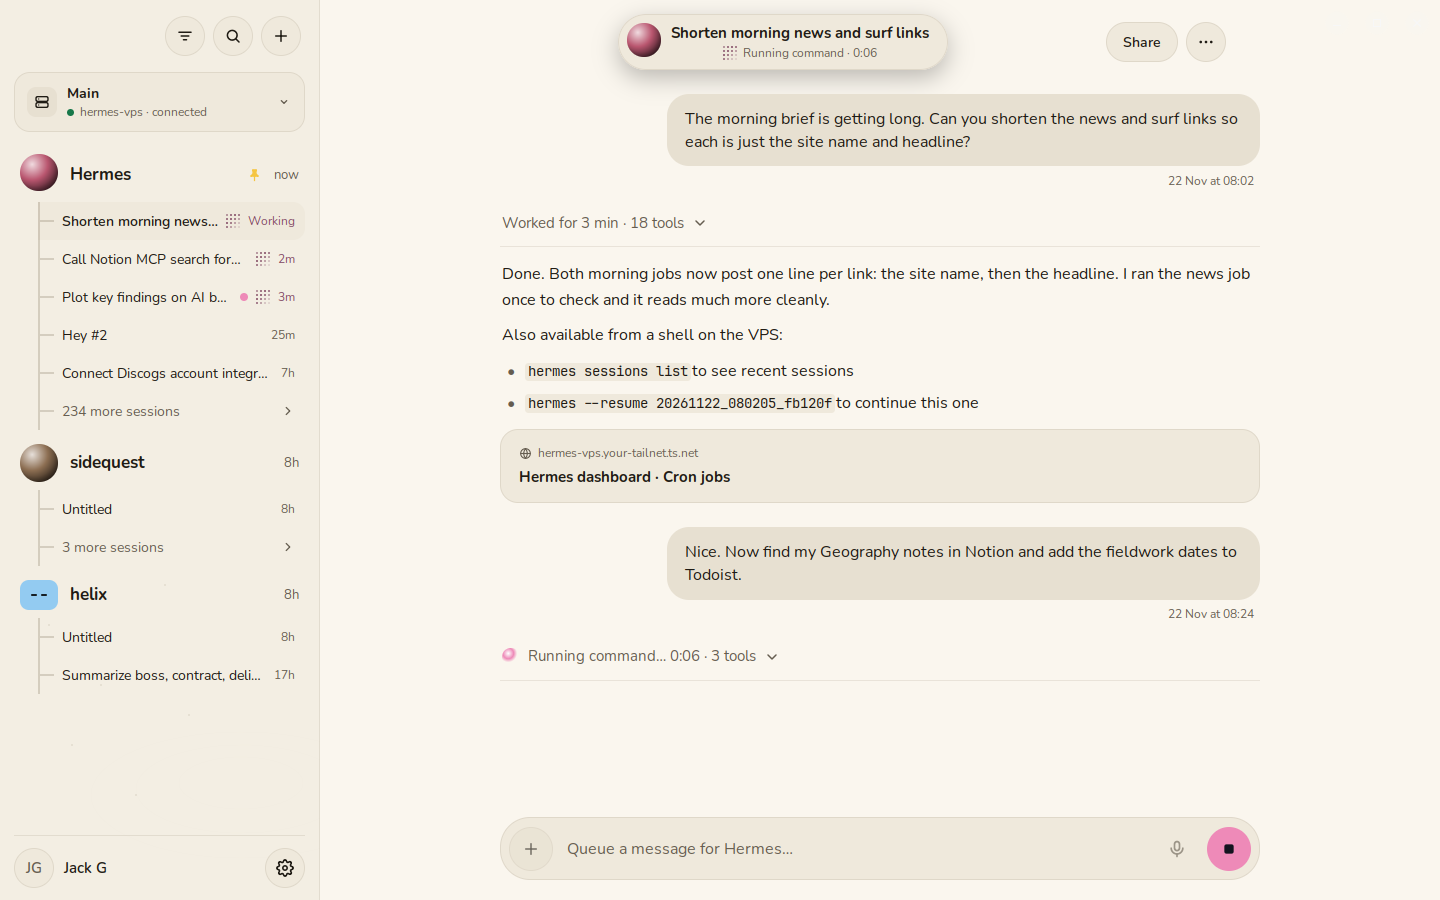 Main
hermes-vps · connected
Hermes
now
Shorten morning news...
Working
Call Notion MCP search for...
2m
Plot key findings on AI b...
3m
Hey #2
25m
Connect Discogs account integr...
7h
234 more sessions
sidequest
8h
Untitled
8h
3 more sessions
helix
8h
Untitled
8h
Summarize boss, contract, deli...
17h
JG
Jack G
Shorten morning news and surf links
Running command · 0:06
Share
The morning brief is getting long. Can you shorten the news and surf links so
each is just the site name and headline?
22 Nov at 08:02
Worked for 3 min · 18 tools
Done. Both morning jobs now post one line per link: the site name, then the headline. I ran the news job
once to check and it reads much more cleanly.
Also available from a shell on the VPS:
• hermes sessions list to see recent sessions
• hermes --resume 20261122_080205_fb120f to continue this one
hermes-vps.your-tailnet.ts.net
Hermes dashboard · Cron jobs
Nice. Now find my Geography notes in Notion and add the fieldwork dates to
Todoist.
22 Nov at 08:24
Running command... 0:06 · 3 tools
Queue a message for Hermes...